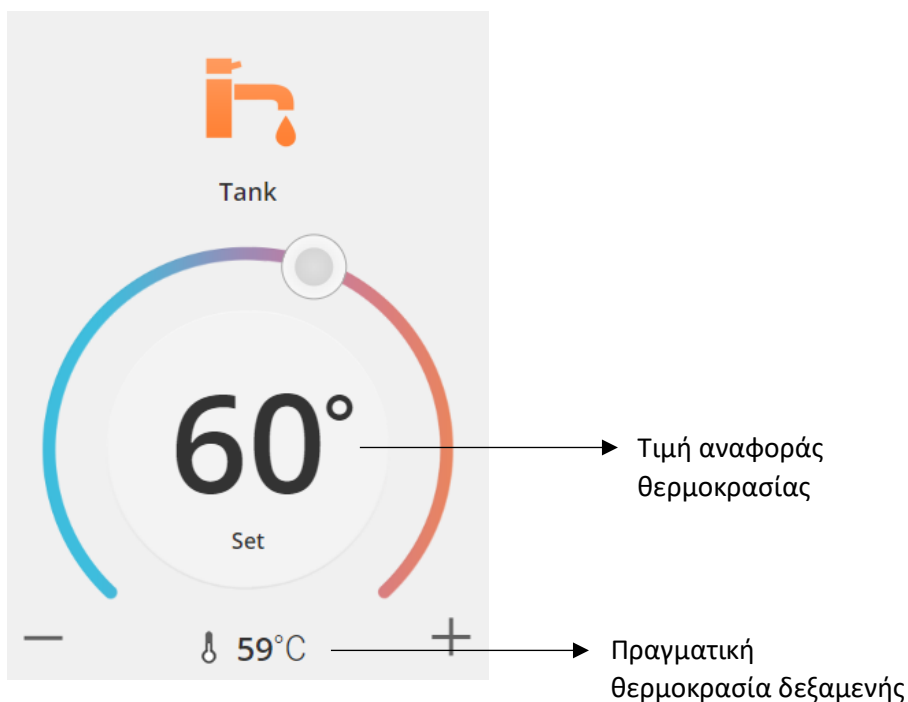 Tank
60°
Set
Τιμή αναφοράς
θερμοκρασίας
59°C
Πραγματική
θερμοκρασία δεξαμενής